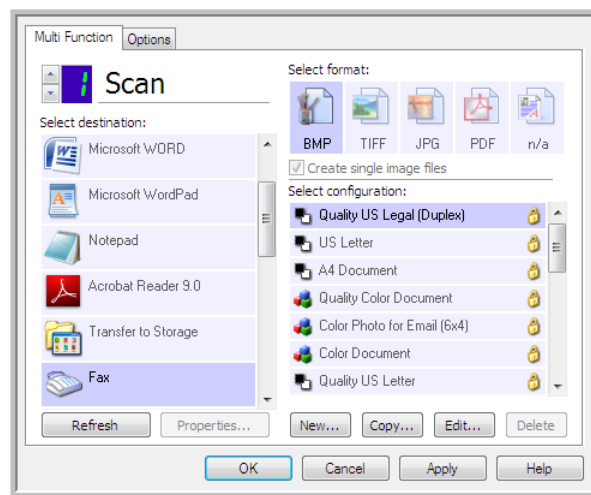 Multi Function
Options
1
Scan
Select destination:
Microsoft WORD
Microsoft WordPad
Notepad
Acrobat Reader 9.0
Transfer to Storage
Fax
Refresh
Properties...
Select format:
BMP
TIFF
JPG
PDF
n/a
Create single image files
Select configuration:
Quality US Legal (Duplex)
US Letter
A4 Document
Quality Color Document
Color Photo for Email (6x4)
Color Document
Quality US Letter
New...
Copy...
Edit...
Delete
OK
Cancel
Apply
Help